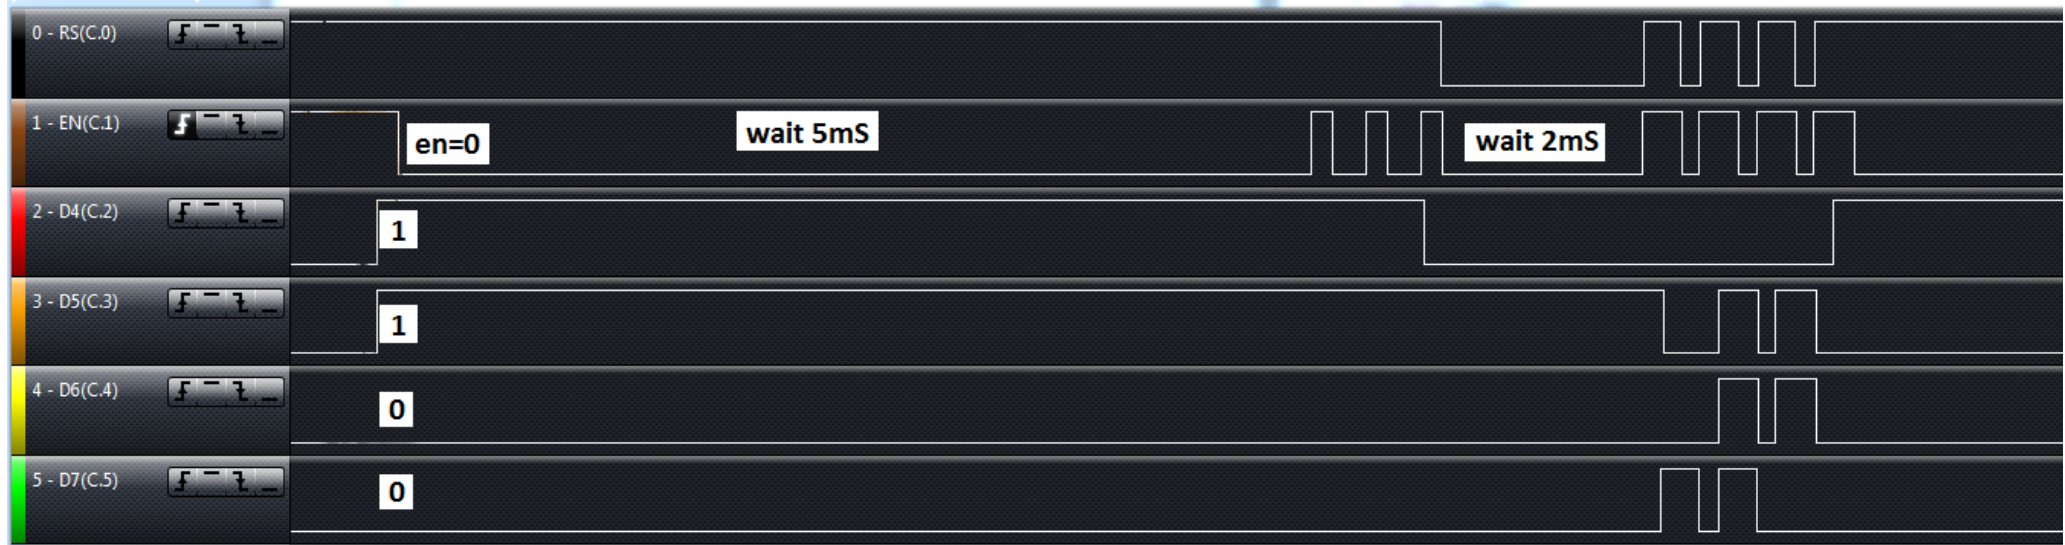 0 - RS(C.0)
1 - EN(C.1)
en=0
wait 5mS
wait 2mS
2 - D4(C.2)
1
3 - D5(C.3)
1
4 - D6(C.4)
0
5 - D7(C.5)
0